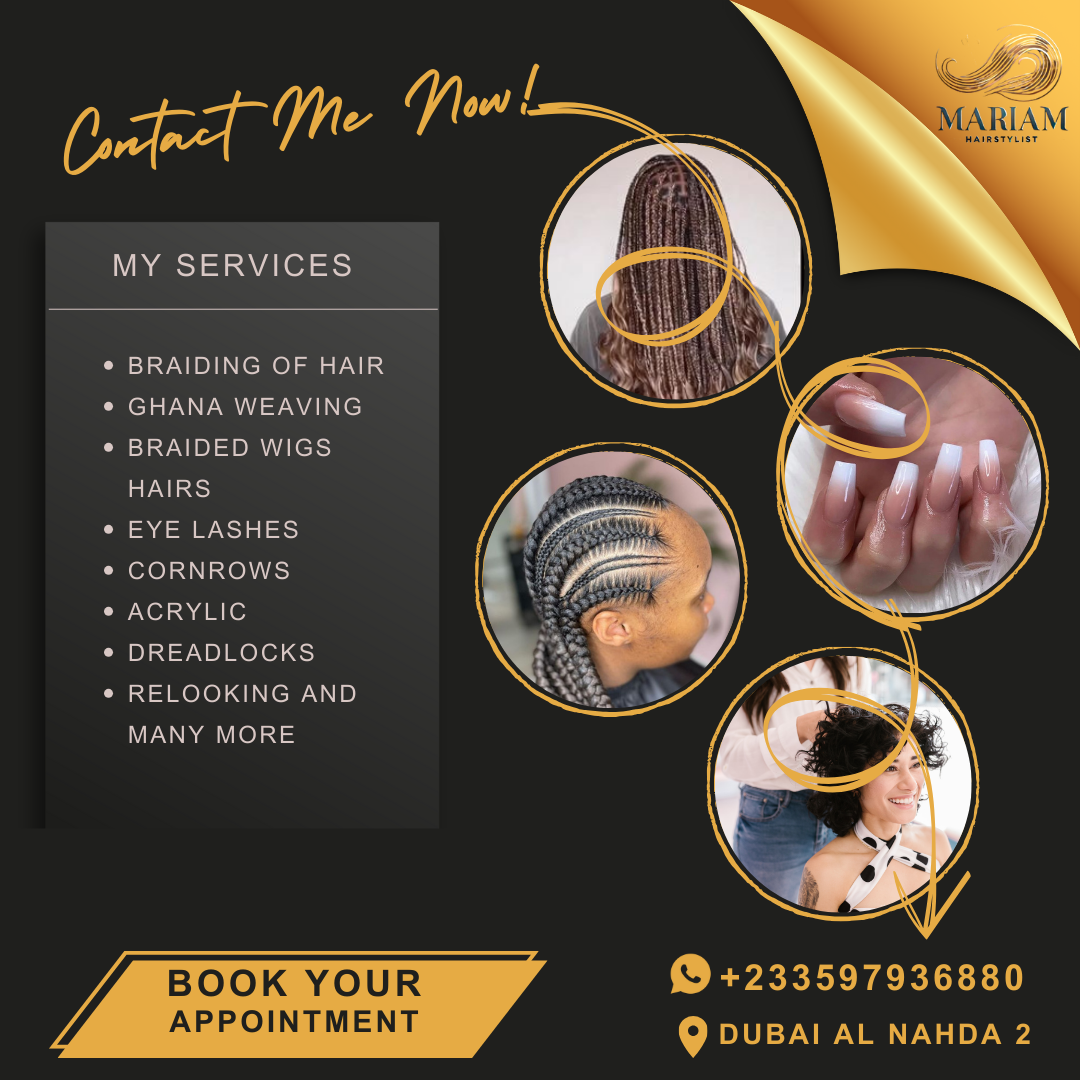 Contact Me Now!
MARIAM
HAIRSTYLIST
MY SERVICES
BRAIDING OF HAIR
GHANA WEAVING
BRAIDED WIGS
HAIRS
EYE LASHES
CORNROWS
ACRYLIC
DREADLOCKS
RELOOKING AND
MANY MORE
BOOK YOUR
APPOINTMENT
+233597936880
DUBAI AL NAHDA 2